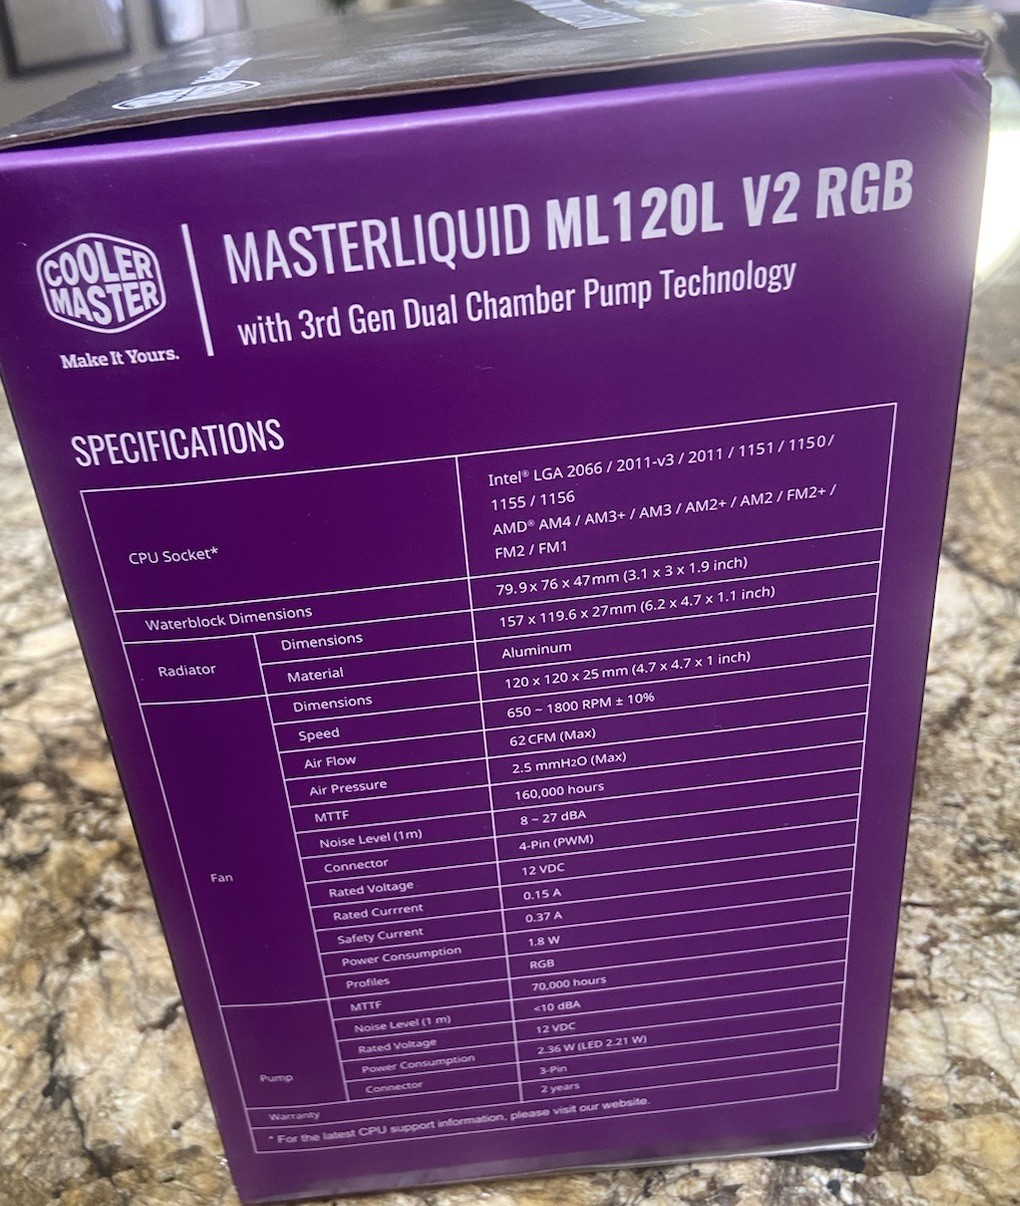 COOLER
MASTER
Make It Yours.
MASTERLIQUID ML120L V2 RGB
with 3rd Gen Dual Chamber Pump Technology
SPECIFICATIONS
CPU Socket*
Intel® LGA 2066 / 2011-v3 / 2011 / 1151 / 1150 /
1155 / 1156
AMD® AM4 / AM3+ / AM3 / AM2+ / AM2 / FM2+ /
FM2 / FM1
Waterblock Dimensions 79.9 x 76 x 47mm (3.1 x 3 x 1.9 inch)
Radiator
Dimensions 157 x 119.6 x 27mm (6.2 x 4.7 x 1.1 inch)
Material Aluminum
Fan
Dimensions 120 x 120 x 25 mm (4.7 x 4.7 x 1 inch)
Speed 650 ~ 1800 RPM ± 10%
Air Flow 62 CFM (Max)
Air Pressure 2.5 mmH2O (Max)
MTTF 160,000 hours
Noise Level (1m) 8 ~ 27 dBA
Connector 4-Pin (PWM)
Rated Voltage 12 VDC
Rated Currrent 0.15 A
Safety Current 0.37 A
Power Consumption 1.8 W
Profiles RGB
Pump
MTTF 70,000 hours
Noise Level (1 m) <10 dBA
Rated Voltage 12 VDC
Power Consumption 2.36 W (LED 2.21 W)
Connector 3-Pin
Warranty 2 years
* For the latest CPU support information, please visit our website.